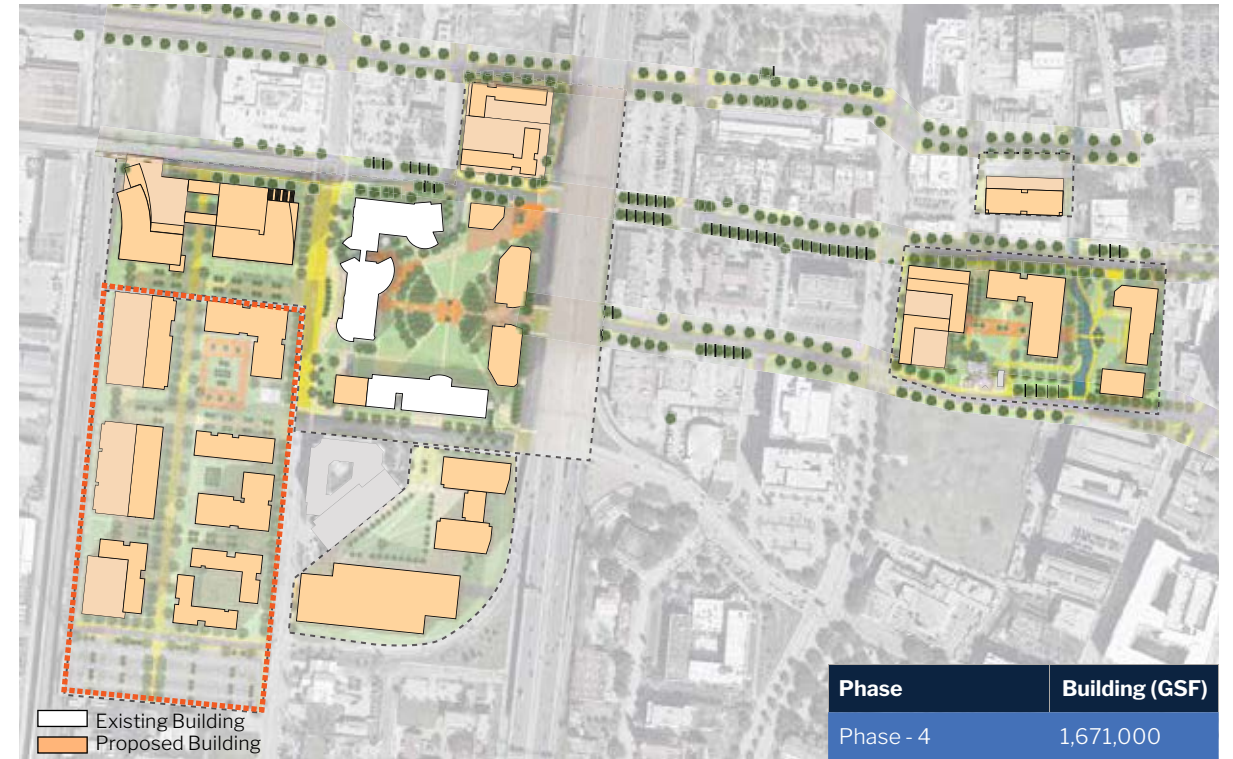 Existing Building
Proposed Building
Phase Building (GSF)
Phase - 4 1,671,000